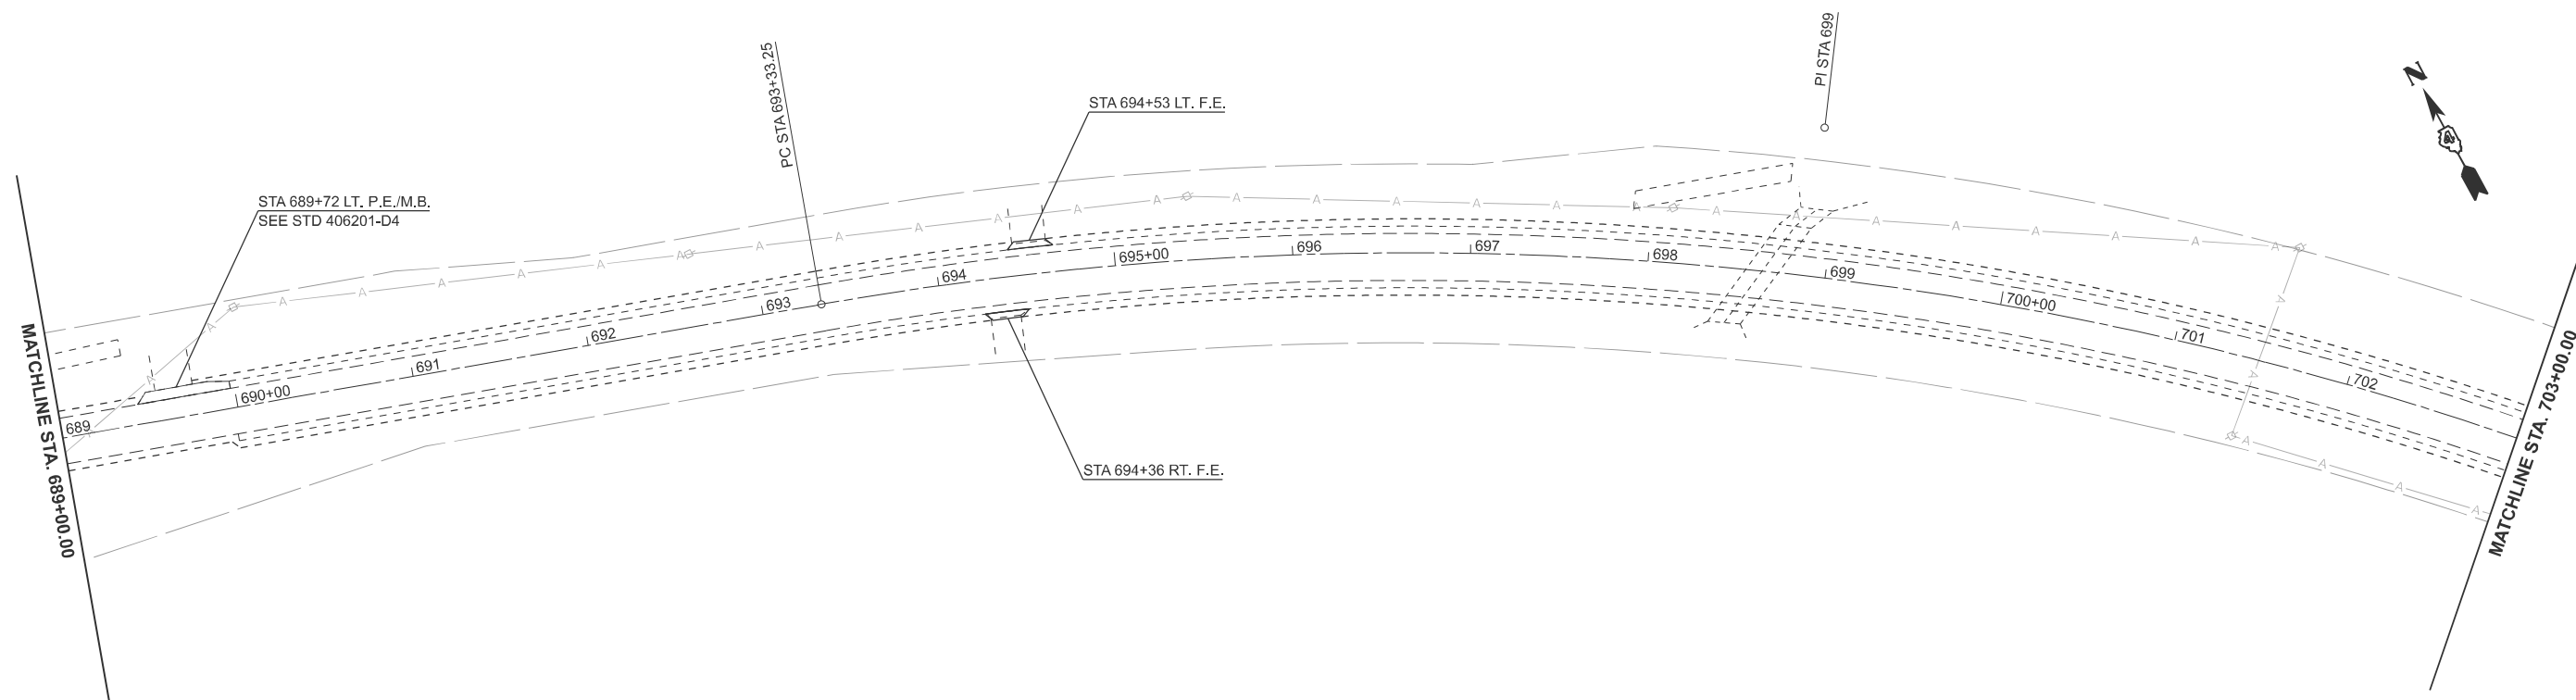 PC STA 693+33.25
PI STA 699
N
STA 694+53 LT. F.E.
STA 689+72 LT. P.E./M.B.
SEE STD 406201-D4
MATCHLINE STA. 689+00.00
689
690+00
691
692
693
694
695+00
696
697
698
699
700+00
701
702
STA 694+36 RT. F.E.
MATCHLINE STA. 703+00.00
A A A A A A A A A A A A A A A A A A A A A A A A A A A A A A A A A